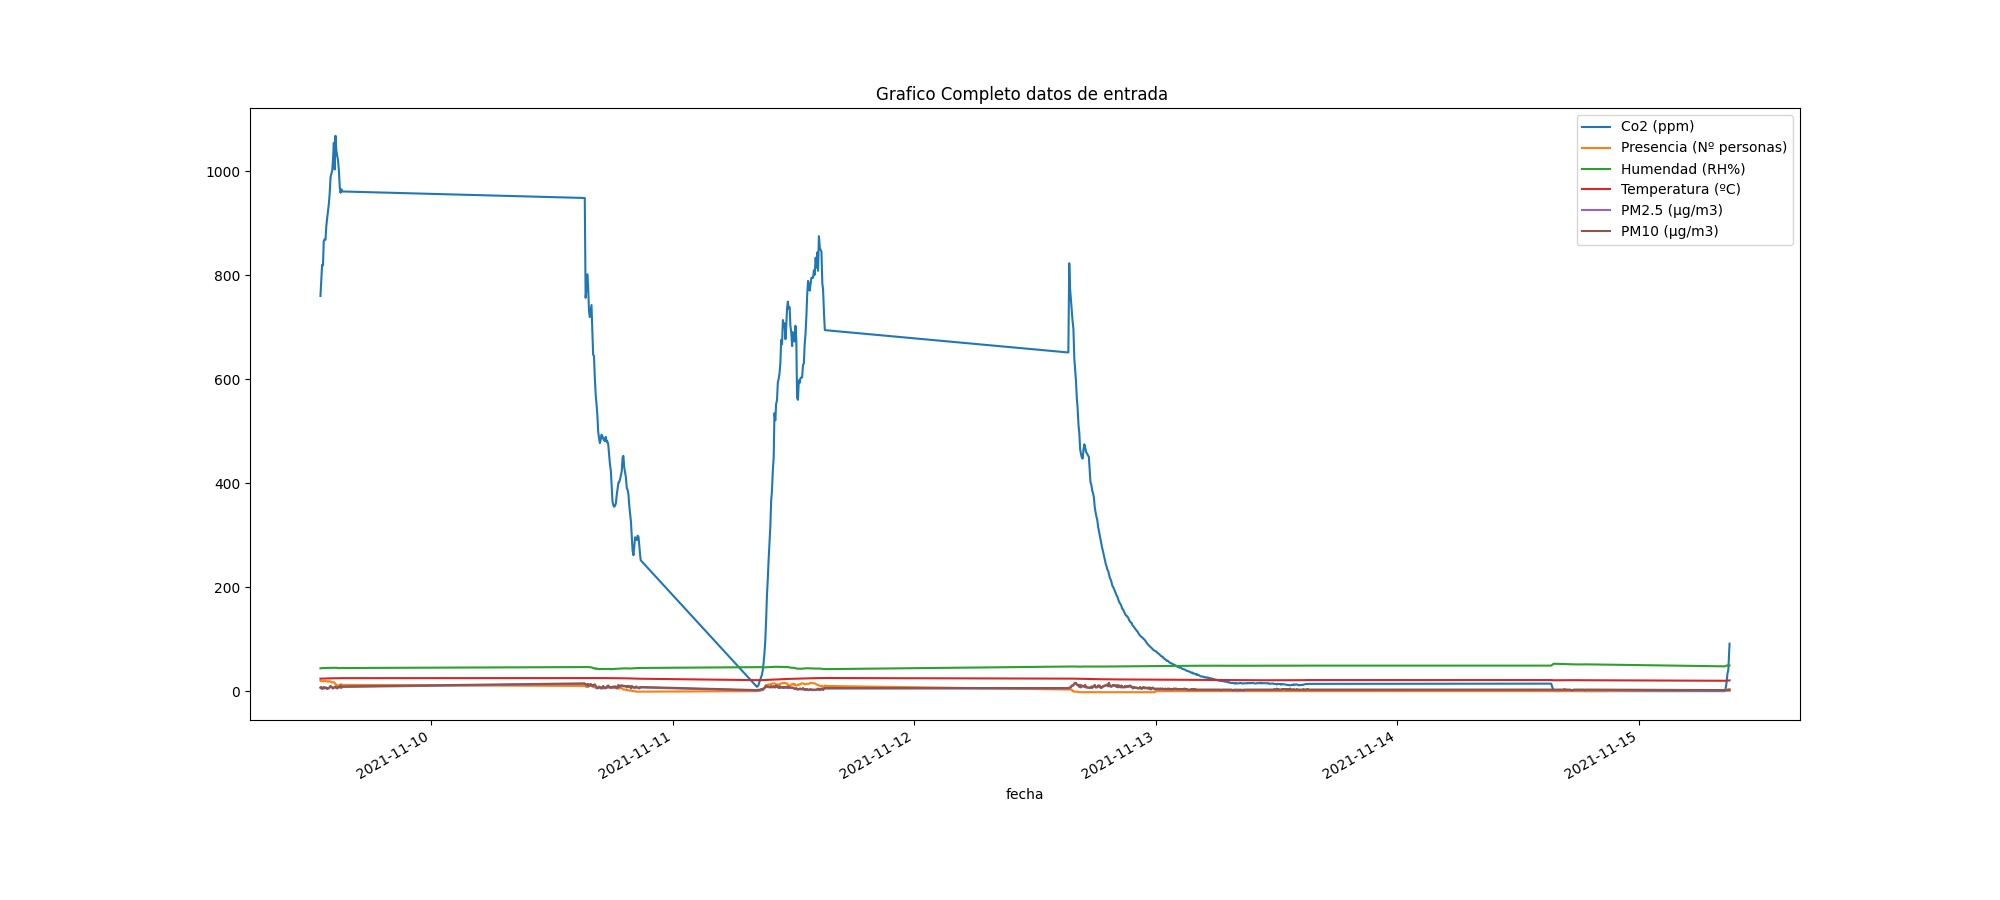 Grafico Completo datos de entrada
Co2 (ppm)
Presencia (Nº personas)
Humendad (RH%)
Temperatura (ºC)
PM2.5 (µg/m3)
PM10 (µg/m3)
1000
800
600
400
200
0
2021-11-10
2021-11-11
2021-11-12
2021-11-13
2021-11-14
2021-11-15
fecha